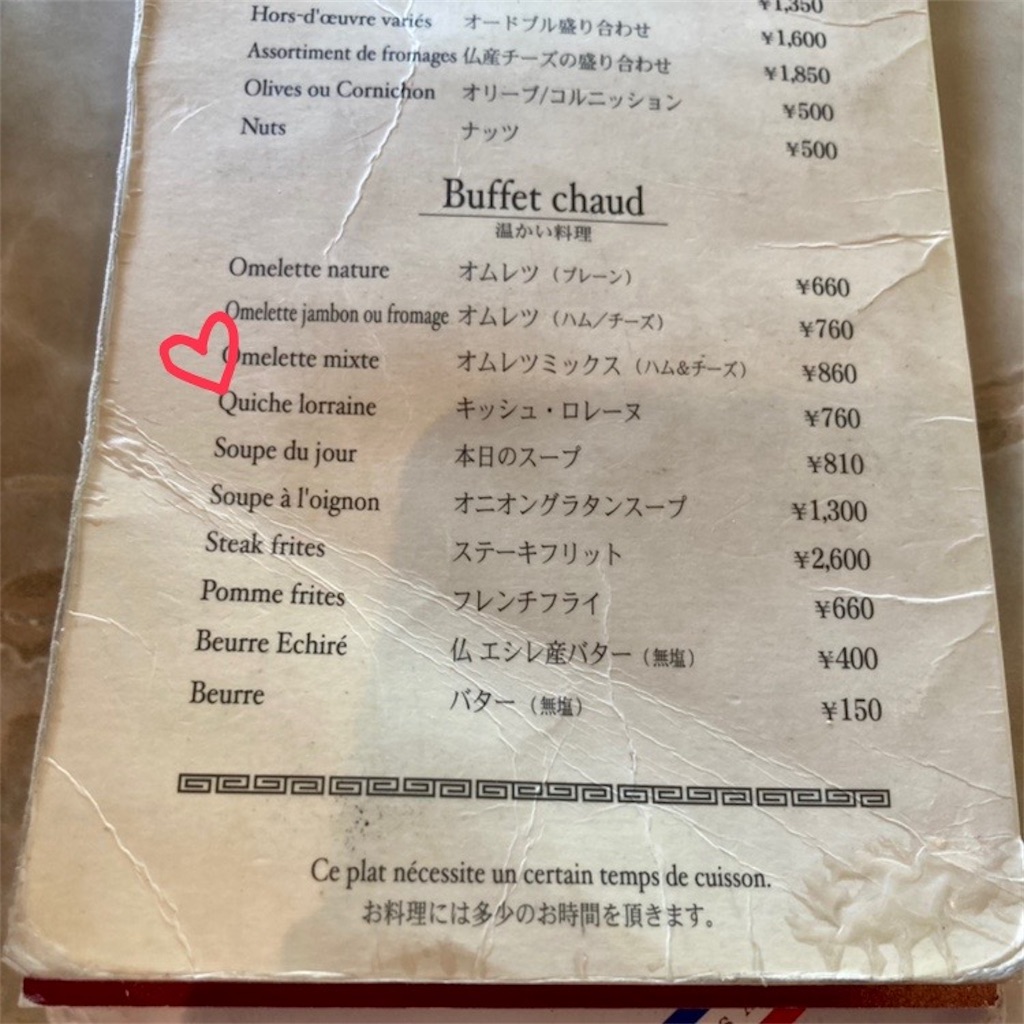 ¥1,350
Hors-d'œuvre variés オードブル盛り合わせ ¥1,600
Assortiment de fromages 仏産チーズの盛り合わせ ¥1,850
Olives ou Cornichon オリーブ/コルニッション ¥500
Nuts ナッツ ¥500
Buffet chaud
温かい料理
Omelette nature オムレツ（プレーン） ¥660
Omelette jambon ou fromage オムレツ（ハム／チーズ） ¥760
Omelette mixte オムレツミックス（ハム&チーズ） ¥860
Quiche lorraine キッシュ・ロレーヌ ¥760
Soupe du jour 本日のスープ ¥810
Soupe à l'oignon オニオングラタンスープ ¥1,300
Steak frites ステーキフリット ¥2,600
Pomme frites フレンチフライ ¥660
Beurre Echiré 仏 エシレ産バター（無塩） ¥400
Beurre バター（無塩） ¥150
Ce plat nécessite un certain temps de cuisson.
お料理には多少のお時間を頂きます。